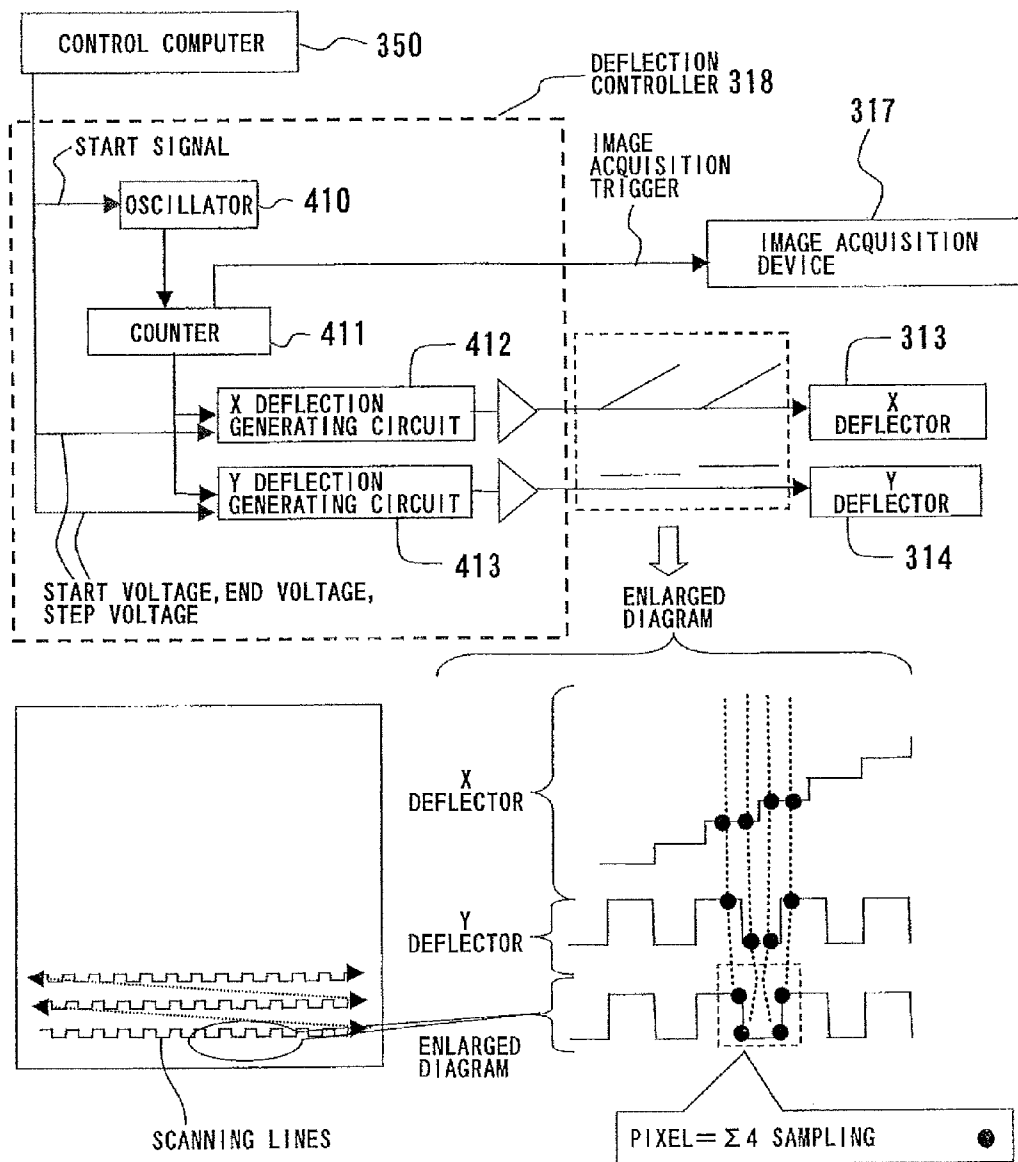 CONTROL COMPUTER
350
DEFLECTION
CONTROLLER 318
START SIGNAL
IMAGE
ACQUISITION
TRIGGER
317
OSCILLATOR
410
IMAGE ACQUISITION
DEVICE
COUNTER
411
412
313
X DEFLECTION
GENERATING CIRCUIT
X
DEFLECTOR
Y DEFLECTION
GENERATING CIRCUIT
Y
DEFLECTOR
413
314
START VOLTAGE, END VOLTAGE,
STEP VOLTAGE
ENLARGED
DIAGRAM
X
DEFLECTOR
Y
DEFLECTOR
ENLARGED
DIAGRAM
SCANNING LINES
PIXEL=Σ4 SAMPLING